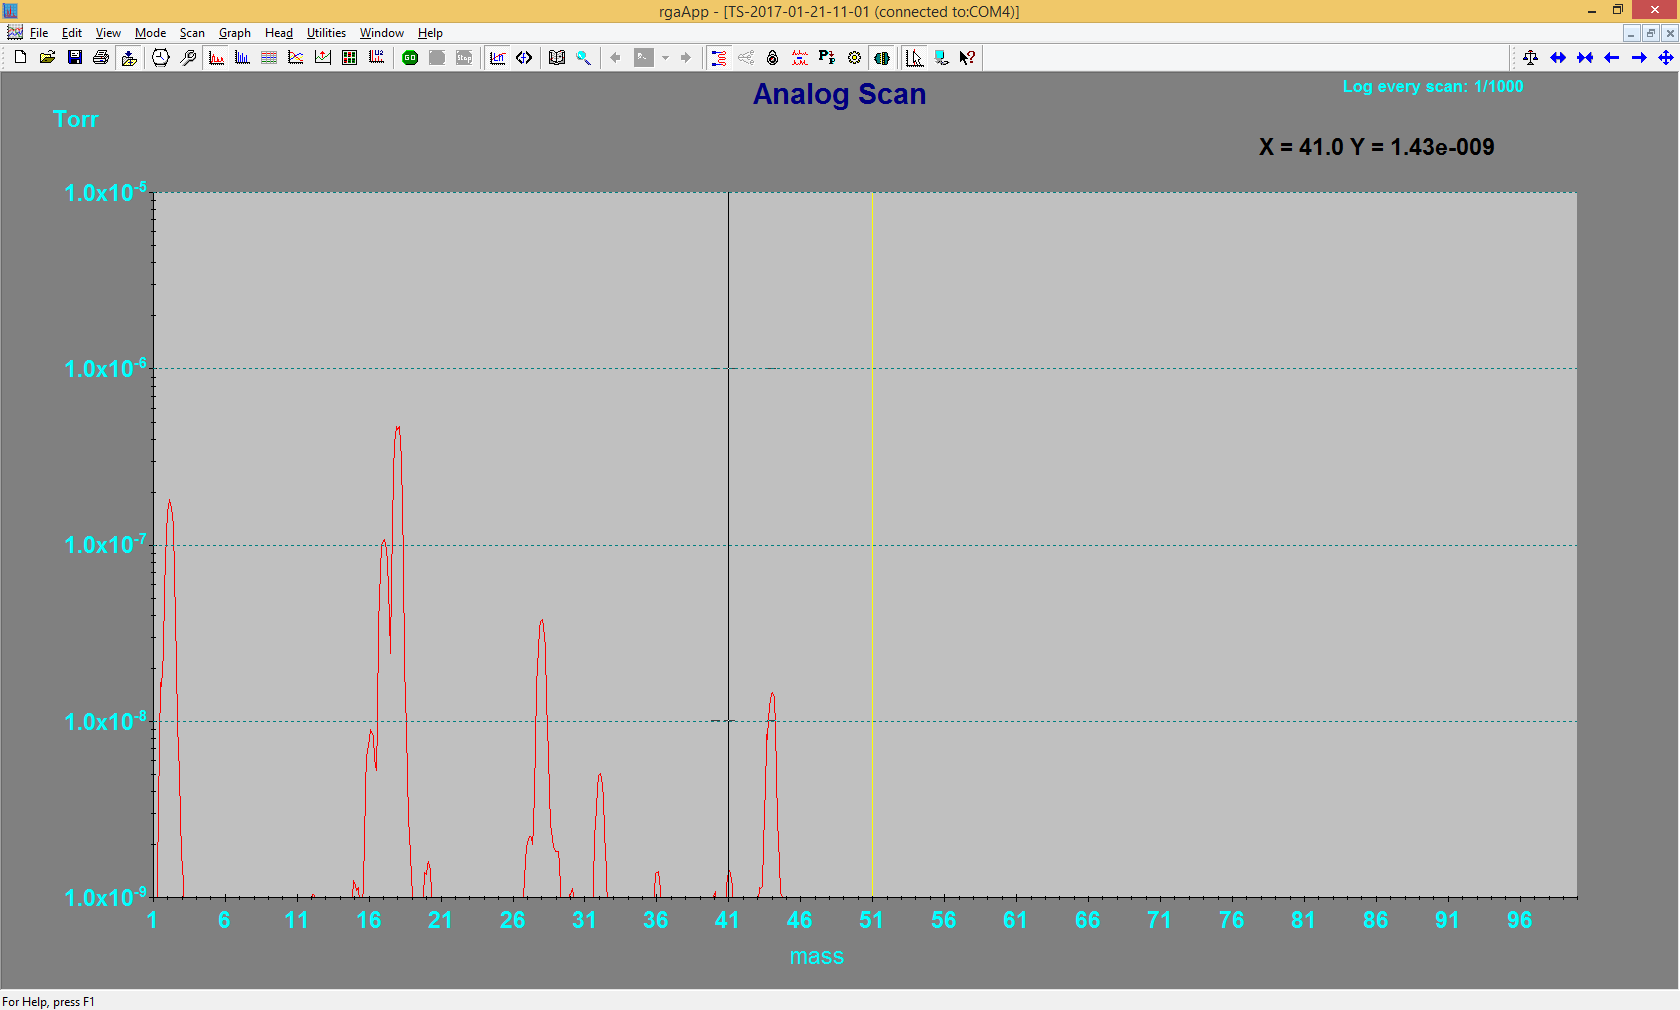 rgaApp - [TS-2017-01-21-11-01 (connected to:COM4)]
File Edit View Mode Scan Graph Head Utilities Window Help
GO Stop
Analog Scan
Log every scan: 1/1000
Torr
X = 41.0 Y = 1.43e-009
1.0x10-5
1.0x10-6
1.0x10-7
1.0x10-8
1.0x10-9
1 6 11 16 21 26 31 36 41 46 51 56 61 66 71 76 81 86 91 96
mass
For Help, press F1